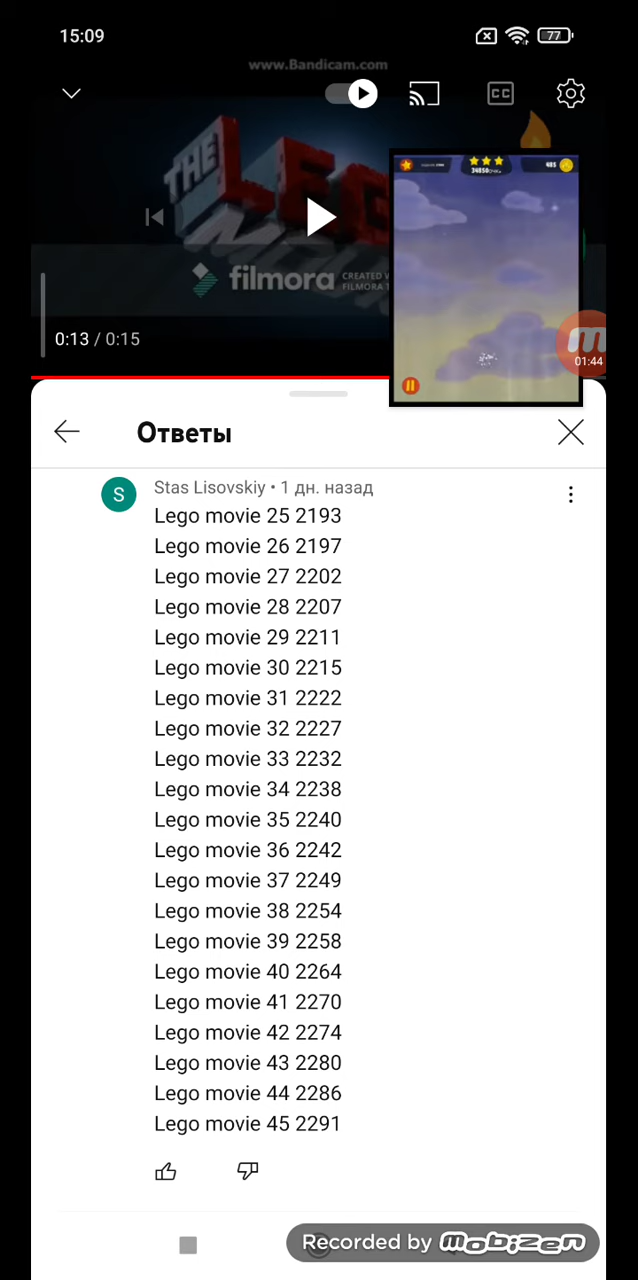 15:09
77
www.Bandicam.com
CC
THE
LEG
filmora
CREATED W
FILMORA T
34850
485
0:13 / 0:15
01:44
Ответы
S
Stas Lisovskiy • 1 дн. назад
Lego movie 25 2193
Lego movie 26 2197
Lego movie 27 2202
Lego movie 28 2207
Lego movie 29 2211
Lego movie 30 2215
Lego movie 31 2222
Lego movie 32 2227
Lego movie 33 2232
Lego movie 34 2238
Lego movie 35 2240
Lego movie 36 2242
Lego movie 37 2249
Lego movie 38 2254
Lego movie 39 2258
Lego movie 40 2264
Lego movie 41 2270
Lego movie 42 2274
Lego movie 43 2280
Lego movie 44 2286
Lego movie 45 2291
Recorded by mobizen